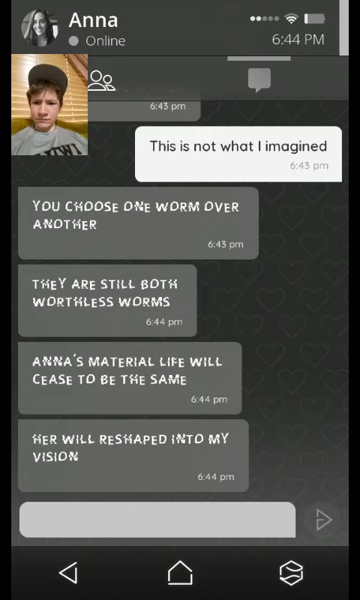 Anna
Online
6:44 PM
6:43 pm
This is not what I imagined
6:43 pm
YOU CHOOSE ONE WORM OVER
ANOTHER
6:43 pm
THEY ARE STILL BOTH
WORTHLESS WORMS
6:44 pm
ANNA'S MATERIAL LIFE WILL
CEASE TO BE THE SAME
6:44 pm
HER WILL RESHAPED INTO MY
VISION
6:44 pm